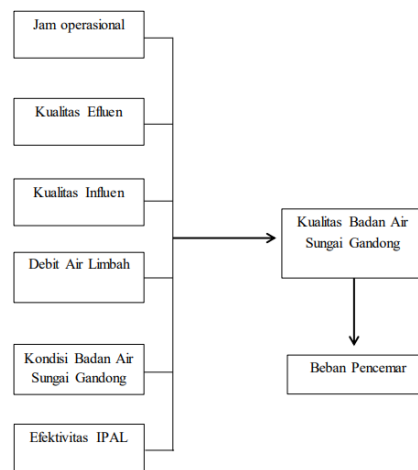 Jam operasional
Kualitas Efluen
Kualitas Influen
Debit Air Limbah
Kondisi Badan Air
Sungai Gandong
Efektivitas IPAL
Kualitas Badan Air
Sungai Gandong
Beban Pencemar